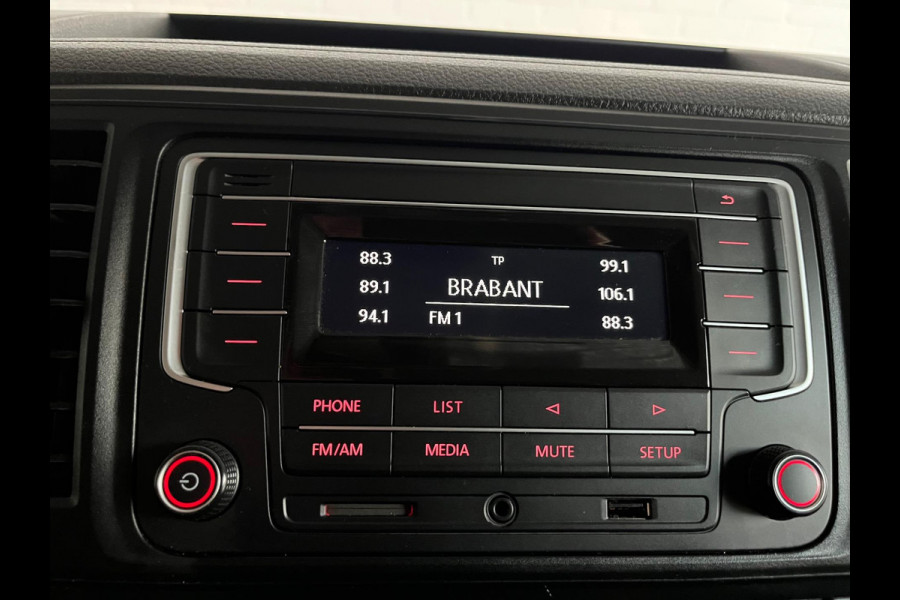 88.3 TP 99.1
89.1 BRABANT 106.1
94.1 FM 1 88.3
PHONE LIST
FM/AM MEDIA MUTE SETUP